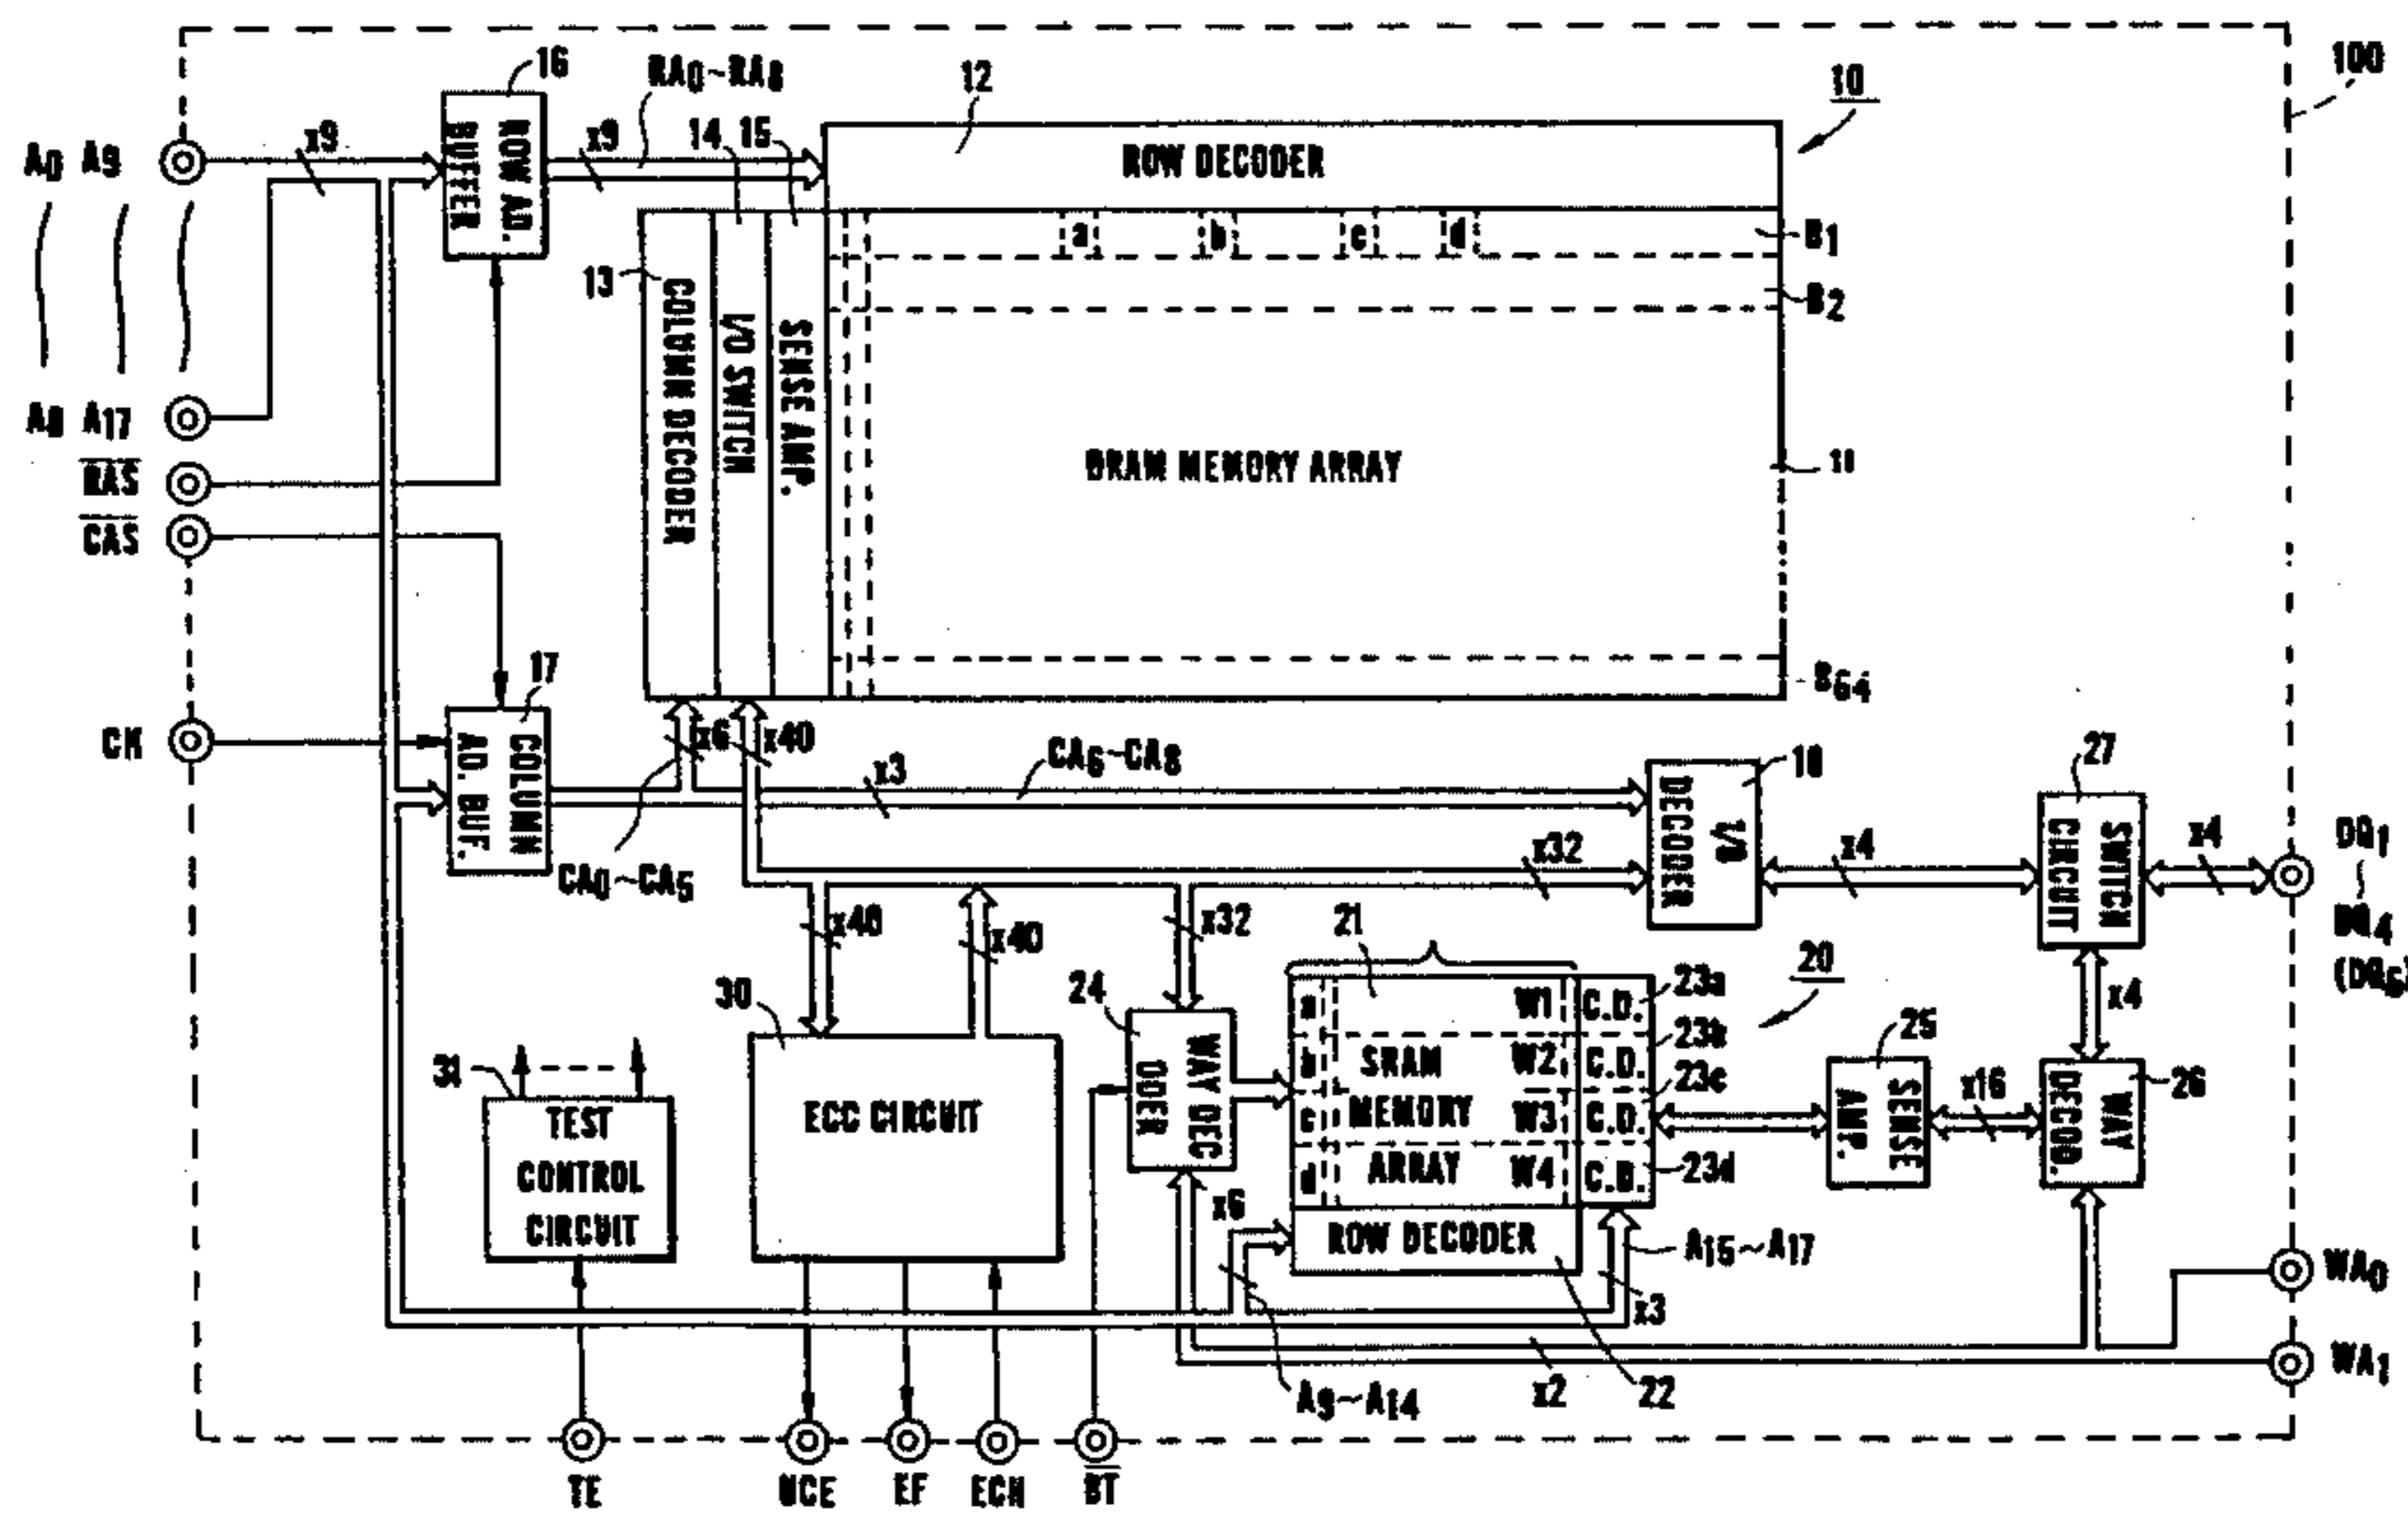 100
16
RA0~RA8
12
10
A0 A9
x9
ROW AD.
BUFFER
x9
14
15
ROW DECODER
a
b
c
d
B1
13
COLUMN DECODER
I/O SWITCH
SENSE AMP.
B2
A8 A17
RAS
CAS
DRAM MEMORY ARRAY
11
17
B64
CH
COLUMN
AD. BUF.
x6
x40
CA6~CA8
x3
18
27
CA0~CA5
x32
I/O
DECODER
x4
SWITCH
CIRCUIT
x4
DQ1
DQ4
x40
x40
x32
21
20
x4
30
24
a
W1
C.D.
23a
25
31
WAY DEC
ODER
b
SRAM
W2
C.D.
23b
23c
26
TEST
CONTROL
CIRCUIT
ECC CIRCUIT
c
MEMORY
W3
C.D.
SENSE
AMP.
x16
WAY
DECOD.
d
ARRAY
W4
C.D.
23d
x6
ROW DECODER
A15~A17
WA0
x3
x2
22
WA1
A9~A14
TE
EF
BT